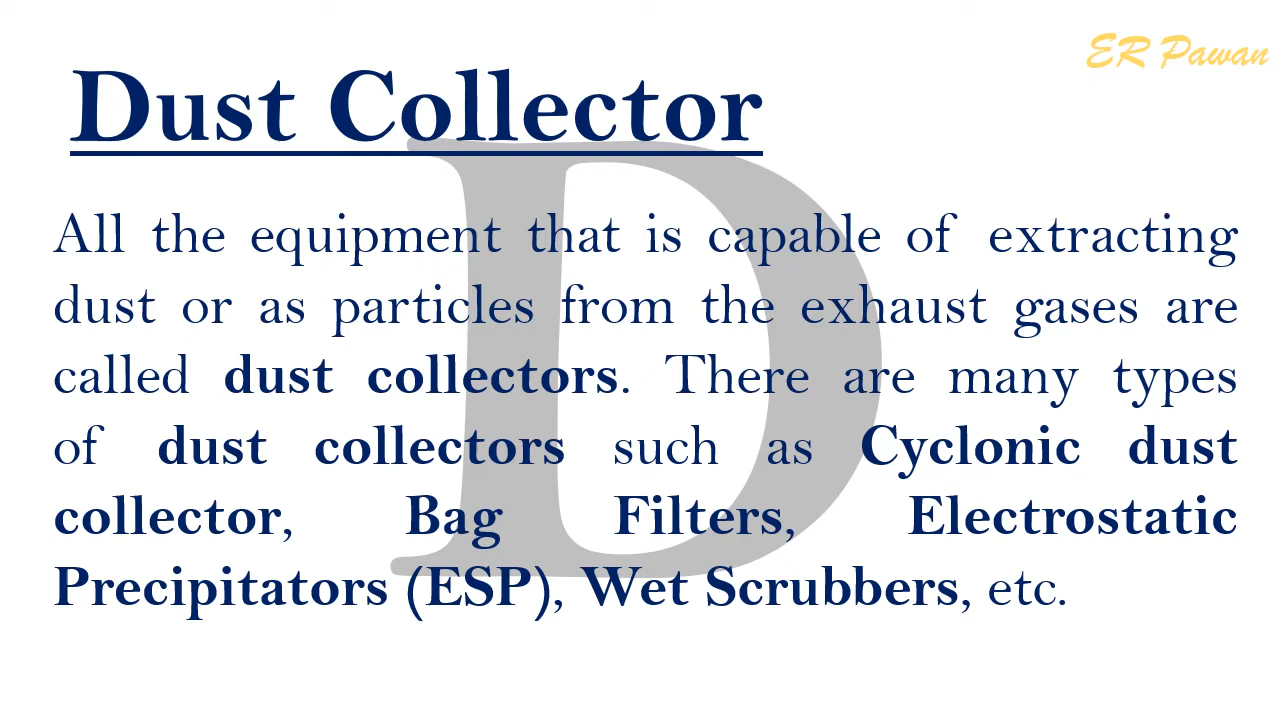 ER Pawan
Dust Collector
All the equipment that is capable of extracting
dust or as particles from the exhaust gases are
called dust collectors. There are many types
of dust collectors such as Cyclonic dust
collector, Bag Filters, Electrostatic
Precipitators (ESP), Wet Scrubbers, etc.
D